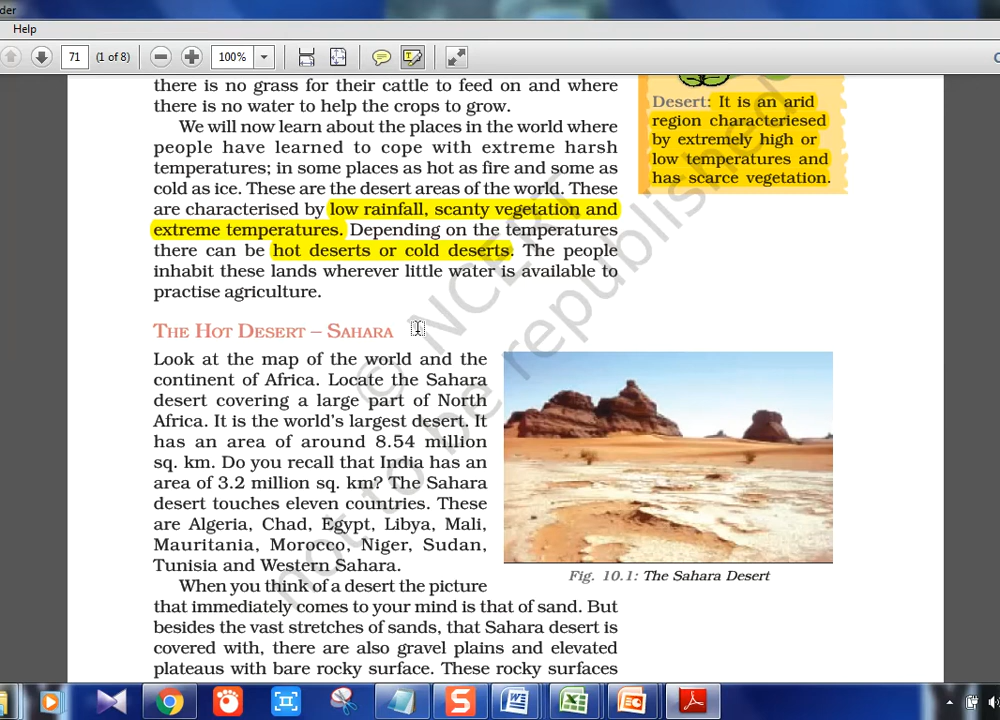 der
Help
71 (1 of 8) 100%
there is no grass for their cattle to feed on and where
there is no water to help the crops to grow.
We will now learn about the places in the world where
people have learned to cope with extreme harsh
temperatures; in some places as hot as fire and some as
cold as ice. These are the desert areas of the world. These
are characterised by low rainfall, scanty vegetation and
extreme temperatures. Depending on the temperatures
there can be hot deserts or cold deserts. The people
inhabit these lands wherever little water is available to
practise agriculture.
Desert: It is an arid
region characteriesed
by extremely high or
low temperatures and
has scarce vegetation.
THE HOT DESERT – SAHARA
Look at the map of the world and the
continent of Africa. Locate the Sahara
desert covering a large part of North
Africa. It is the world's largest desert. It
has an area of around 8.54 million
sq. km. Do you recall that India has an
area of 3.2 million sq. km? The Sahara
desert touches eleven countries. These
are Algeria, Chad, Egypt, Libya, Mali,
Mauritania, Morocco, Niger, Sudan,
Tunisia and Western Sahara.
Fig. 10.1: The Sahara Desert
When you think of a desert the picture
that immediately comes to your mind is that of sand. But
besides the vast stretches of sands, that Sahara desert is
covered with, there are also gravel plains and elevated
plateaus with bare rocky surface. These rocky surfaces
© NCERT
not to be republished